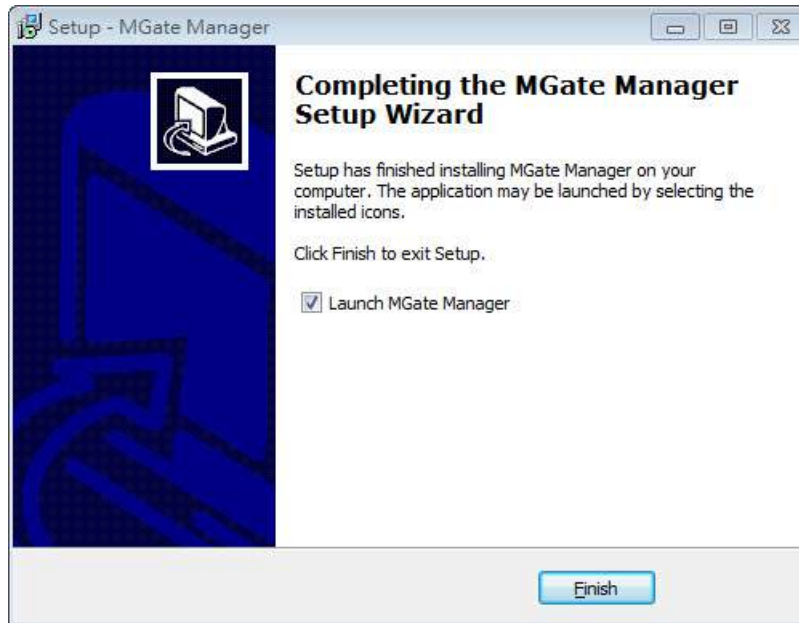 Setup - MGate Manager
Completing the MGate Manager
Setup Wizard
Setup has finished installing MGate Manager on your
computer. The application may be launched by selecting the
installed icons.
Click Finish to exit Setup.
Launch MGate Manager
Finish